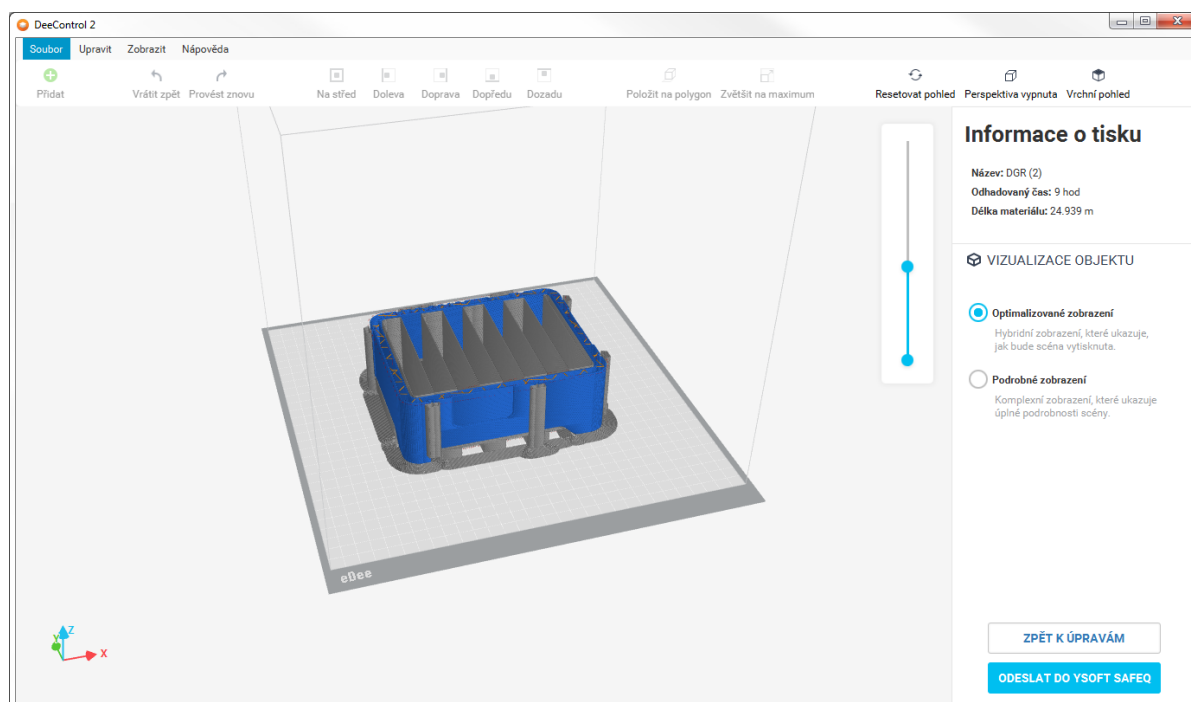 DeeControl 2
Soubor Upravit Zobrazit Nápověda
Přidat Vrátit zpět Provést znovu Na střed Doleva Doprava Dopředu Dozadu Položit na polygon Zvětšit na maximum Resetovat pohled Perspektiva vypnuta Vrchní pohled
Informace o tisku
Název: DGR (2)
Odhadovaný čas: 9 hod
Délka materiálu: 24.939 m
VIZUALIZACE OBJEKTU
Optimalizované zobrazení
Hybridní zobrazení, které ukazuje,
jak bude scéna vytisknuta.
Podrobné zobrazení
Komplexní zobrazení, které ukazuje
úplné podrobnosti scény.
eDee
Z
Y
X
ZPĚT K ÚPRAVÁM
ODESLAT DO YSOFT SAFEQ